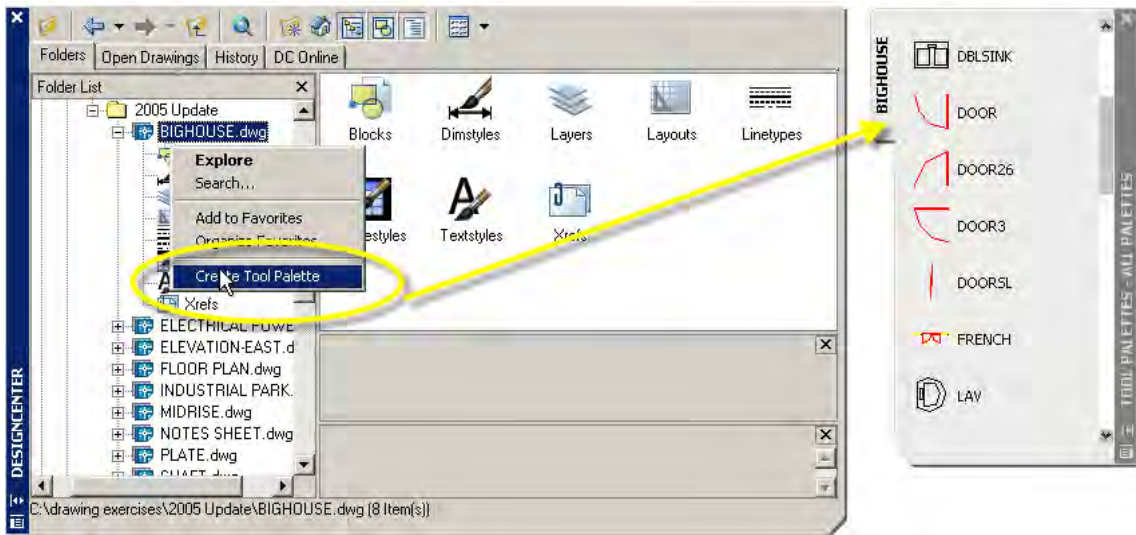 Folders
Open Drawings
History
DC Online
Folder List
2005 Update
BIGHOUSE.dwg
Explore
Search...
Add to Favorites
Organize Favorites
Create Tool Palette
Xrefs
ELECTRICAL POWE
ELEVATION-EAST.d
FLOOR PLAN.dwg
INDUSTRIAL PARK.
MIDRISE.dwg
NOTES SHEET.dwg
PLATE.dwg
SHAFT.dwg
Blocks
Dimstyles
Layers
Layouts
Linetypes
estyles
Textstyles
Xrefs
C:\drawing exercises\2005 Update\BIGHOUSE.dwg (8 Item(s))
DESIGNCENTER
BIGHOUSE
DBLSINK
DOOR
DOOR26
DOOR3
DOORSL
FRENCH
LAV
TOOL PALETTES - ALL PALETTES